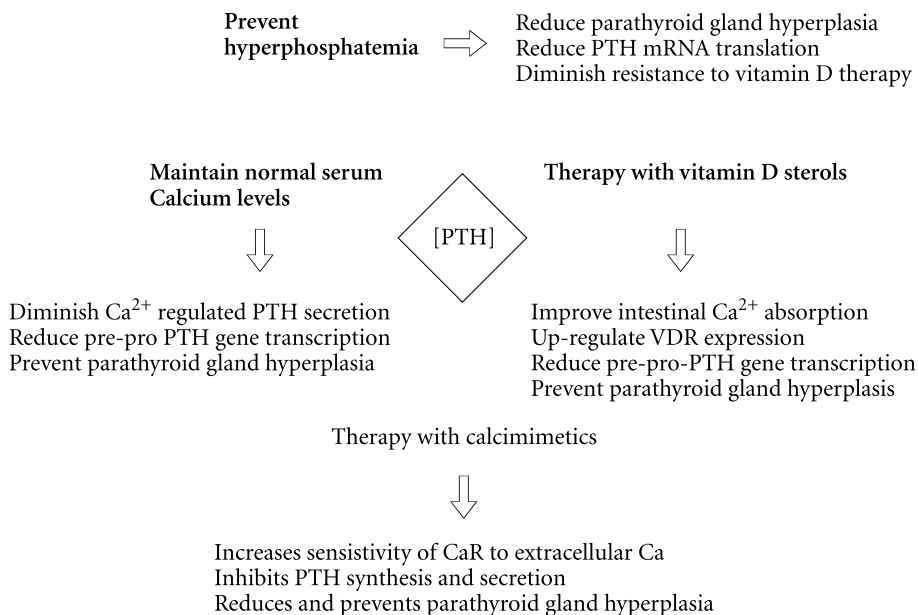 Prevent
hyperphosphatemia
Reduce parathyroid gland hyperplasia
Reduce PTH mRNA translation
Diminish resistance to vitamin D therapy
Maintain normal serum
Calcium levels
[PTH]
Therapy with vitamin D sterols
Diminish Ca²⁺ regulated PTH secretion
Reduce pre-pro PTH gene transcription
Prevent parathyroid gland hyperplasia
Improve intestinal Ca²⁺ absorption
Up-regulate VDR expression
Reduce pre-pro-PTH gene transcription
Prevent parathyroid gland hyperplasis
Therapy with calcimimetics
Increases sensistivity of CaR to extracellular Ca
Inhibits PTH synthesis and secretion
Reduces and prevents parathyroid gland hyperplasia